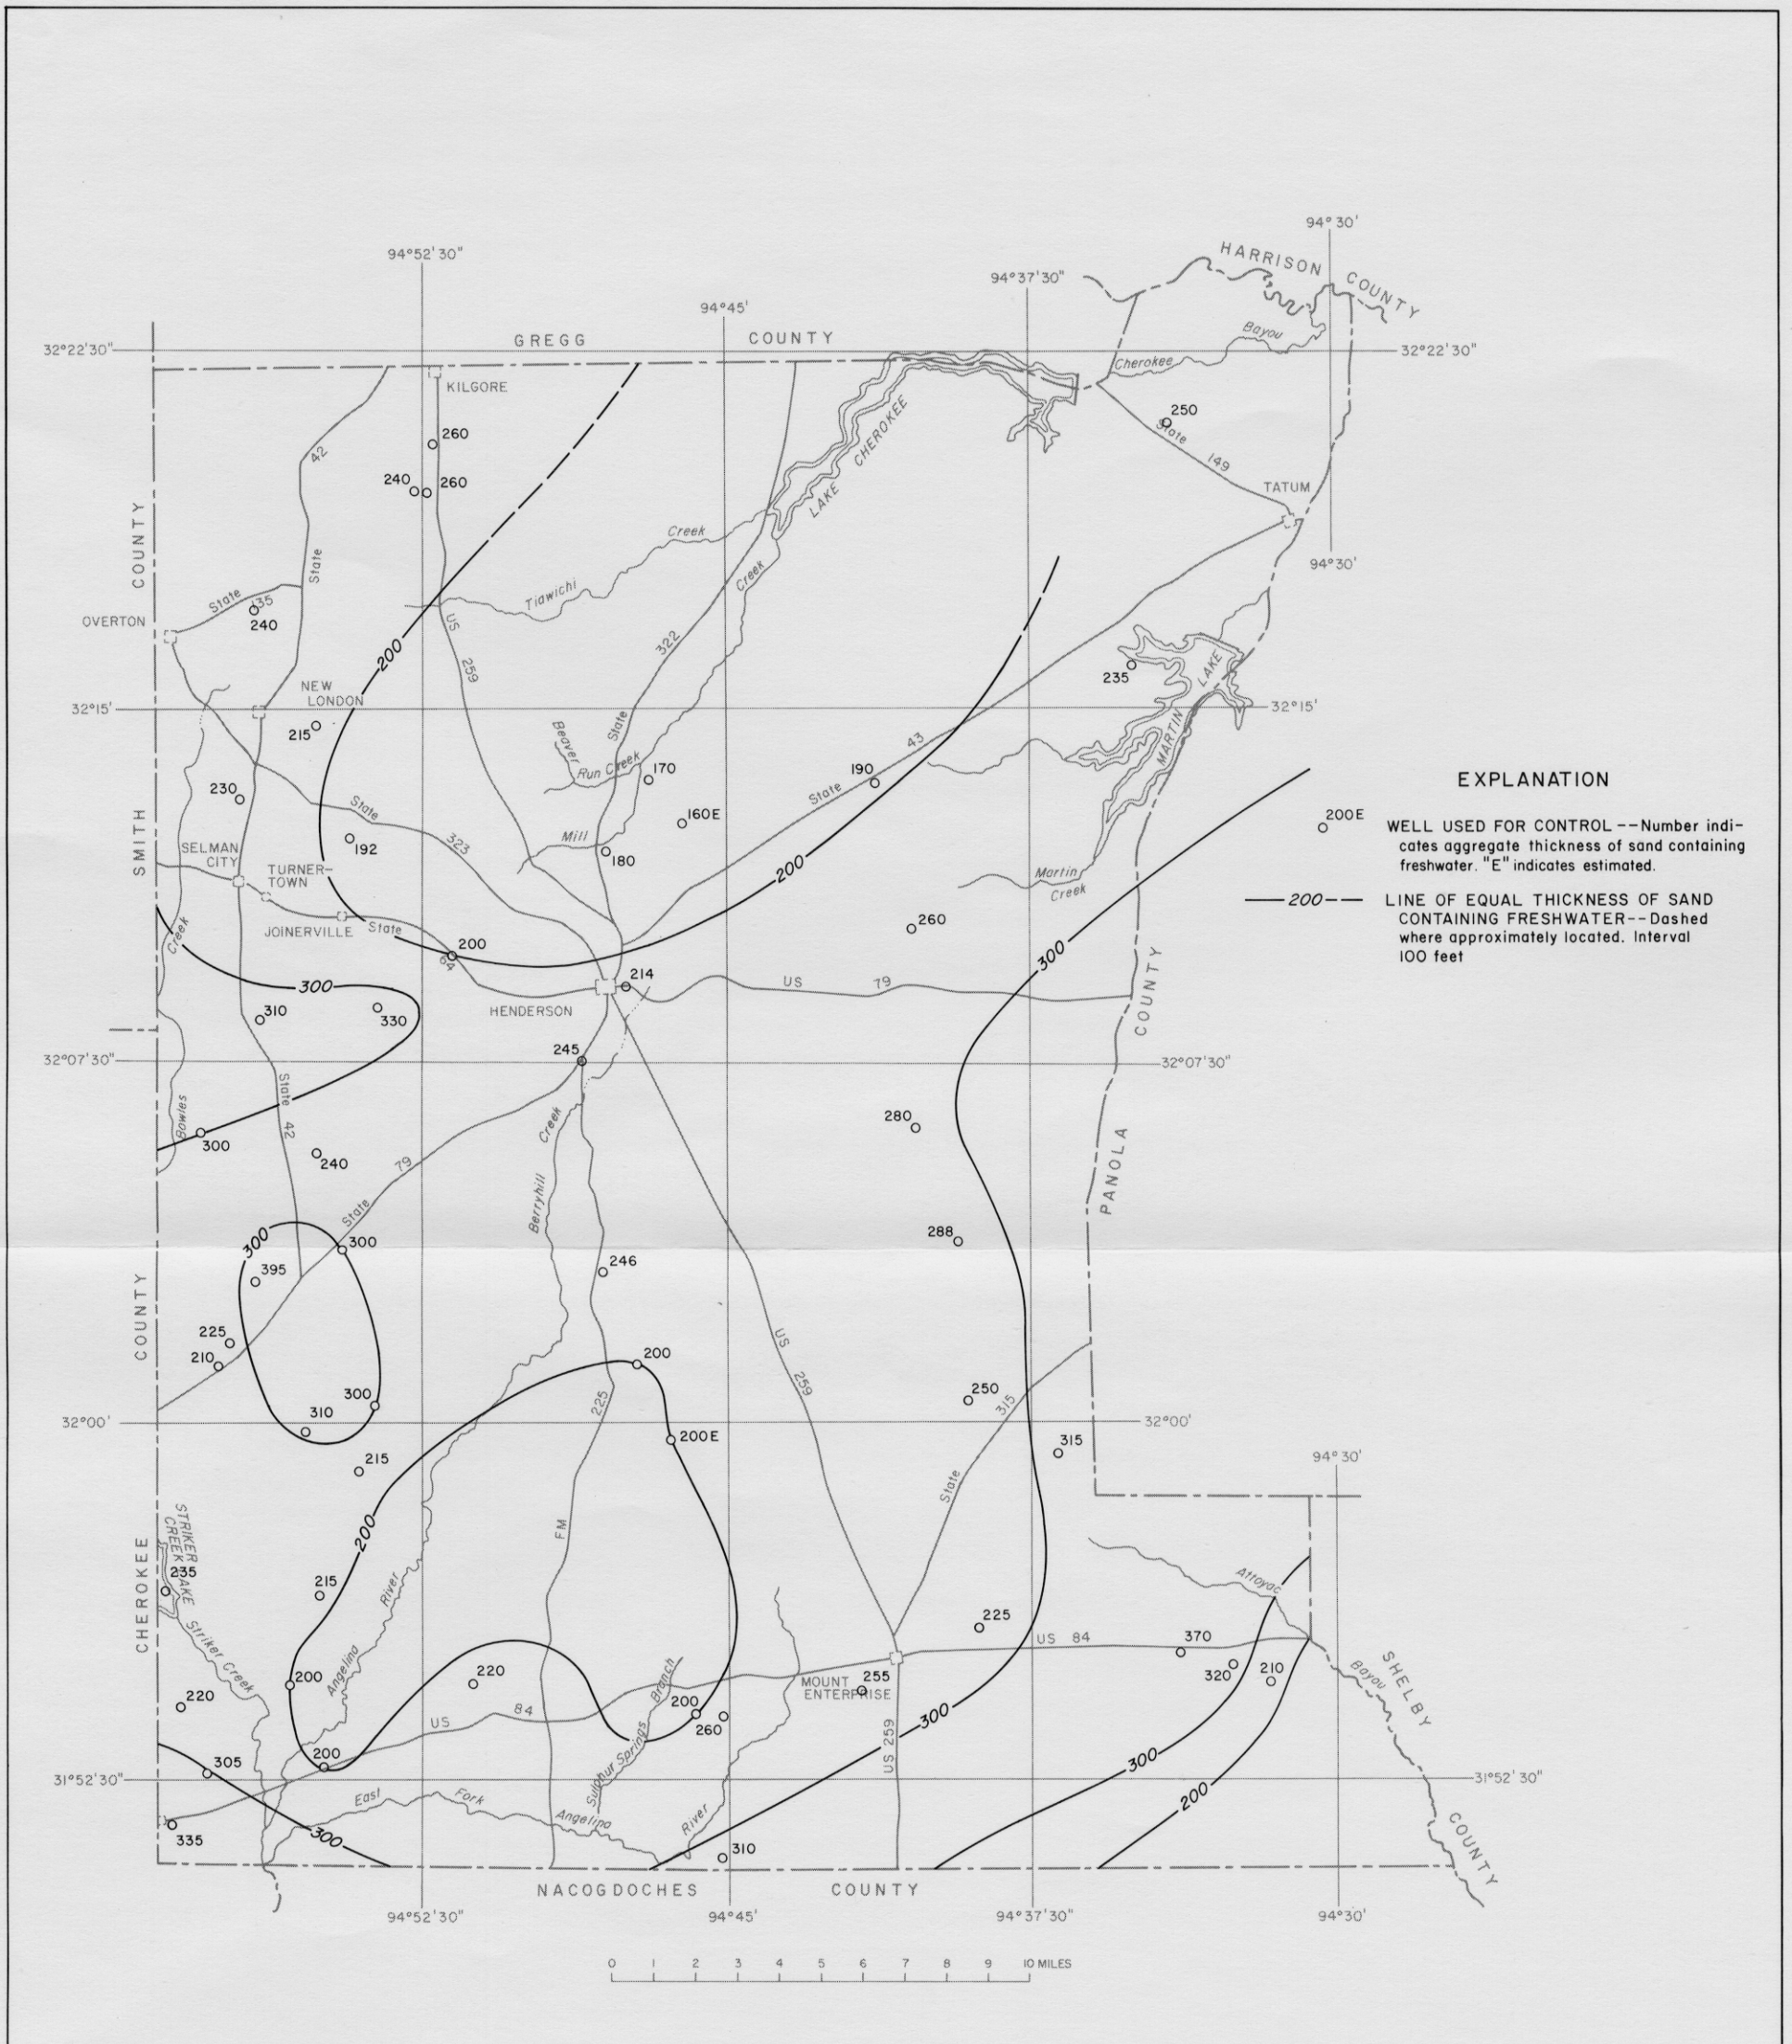 94°30'
HARRISON COUNTY
94°52'30"
94°37'30"
94°45'
32°22'30"
GREGG COUNTY
Bayou
Cherokee
32°22'30"
KILGORE
250
State
149
260
42
LAKE CHEROKEE
240
260
TATUM
COUNTY
Creek
94°30'
State
Creek
Tiawichi
State
135
240
OVERTON
US
259
322
200
235
LAKE
MARTIN
NEW
LONDON
32°15'
32°15'
215
State
43
Beaver
Run Creek
170
190
State
EXPLANATION
230
State
160E
200E
WELL USED FOR CONTROL--Number indi-
cates aggregate thickness of sand containing
freshwater. "E" indicates estimated.
SMITH
323
Mill
192
180
SELMAN
CITY
TURNER-
TOWN
200
Martin
Creek
200
LINE OF EQUAL THICKNESS OF SAND
CONTAINING FRESHWATER--Dashed
where approximately located. Interval
100 feet
JOINERVILLE
State
260
Creek
200
64
300
300
214
US 79
310
330
HENDERSON
COUNTY
245
32°07'30"
32°07'30"
State 42
Bowles
Creek
280
300
240
79
PANOLA
State
Berryhill
300
300
288
395
246
COUNTY
225
US
210
200
259
300
250
225
315
310
32°00'
32°00'
200E
315
94°30'
215
State
STRIKER
CREEK LAKE
FM
200
CHEROKEE
235
215
River
Attoyac
Striker Creek
225
US 84
370
Angelina
200
220
Branch
255
MOUNT
ENTERPRISE
320
210
Bayou
SHELBY
220
200
260
US 84
300
305
200
Sulphur Springs
US 259
300
31°52'30"
31°52'30"
East Fork
Angelina
River
200
335
300
310
COUNTY
NACOGDOCHES COUNTY
94°52'30"
94°45'
94°37'30"
94°30'
0 1 2 3 4 5 6 7 8 9 10 MILES